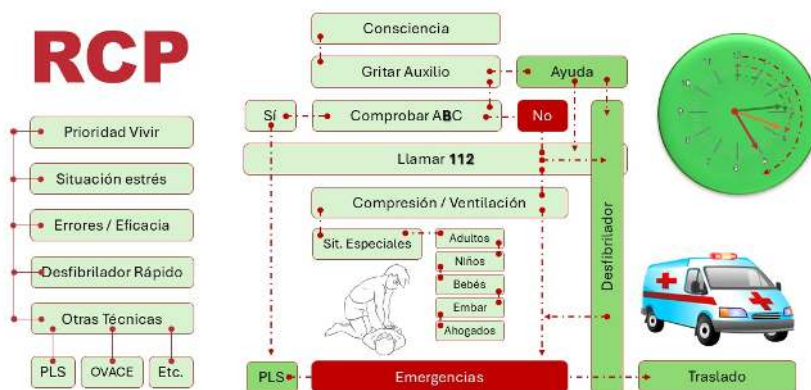 RCP
Prioridad Vivir
Situación estrés
Errores / Eficacia
Desfibrilador Rápido
Otras Técnicas
PLS
OVACE
Etc.
Consciencia
Gritar Auxilio
Ayuda
Sí
Comprobar ABC
No
Llamar 112
Compresión / Ventilación
Sit. Especiales
Adultos
Niños
Bebés
Embar
Ahogados
Desfibrilador
PLS
Emergencias
Traslado